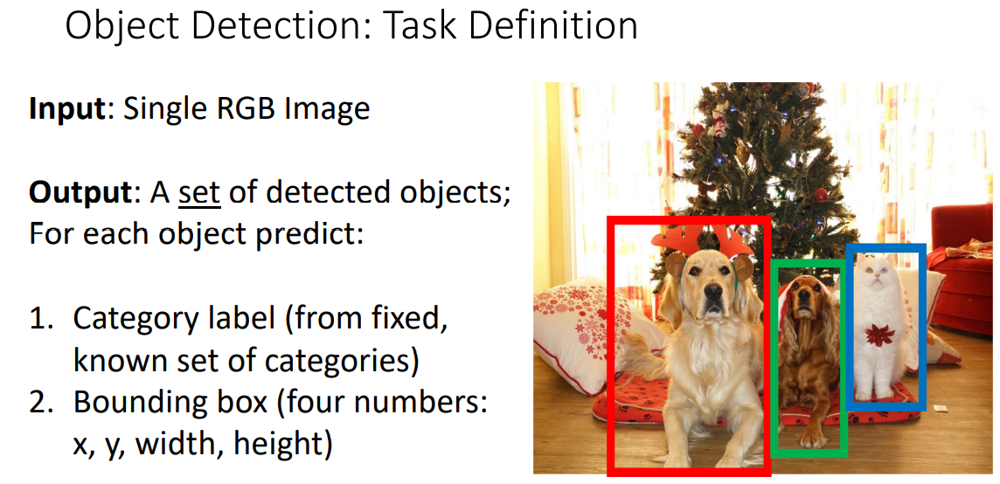 Object Detection: Task Definition
Input: Single RGB Image
Output: A set of detected objects;
For each object predict:
1. Category label (from fixed,
known set of categories)
2. Bounding box (four numbers:
x, y, width, height)